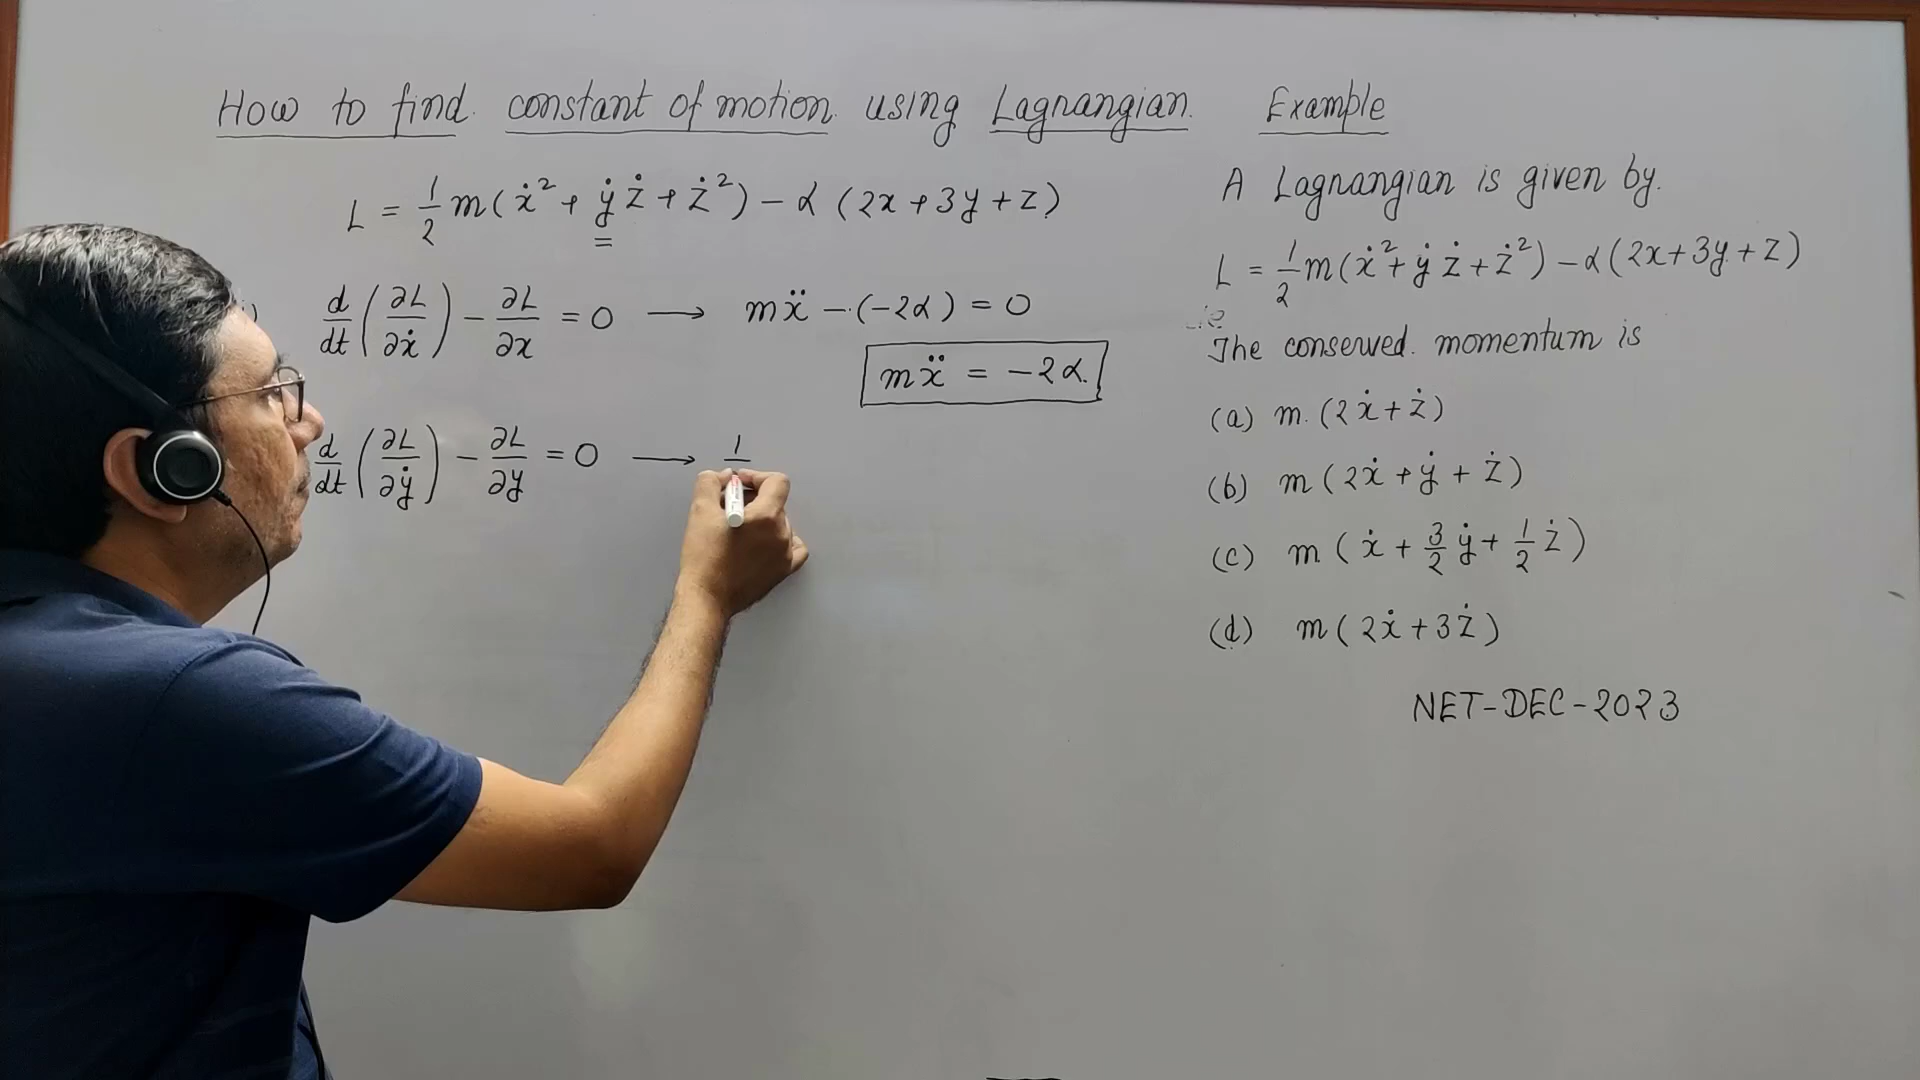 How to find constant of motion using Lagrangian. Example
L = 1/2 m(ẋ² + ẏ ż + ż²) − α (2x + 3y + z)
d/dt (∂L/∂ẋ) − ∂L/∂x = 0 ⟶ mẍ − (−2α) = 0
mẍ = −2α.
d/dt (∂L/∂ẏ) − ∂L/∂y = 0 ⟶ 1
A Lagrangian is given by.
L = 1/2 m(ẋ² + ẏ ż + ż²) − α(2x + 3y + z)
The conserved. momentum is
(a) m. (2ẋ + ż)
(b) m (2ẋ + ẏ + ż)
(c) m (ẋ + 3/2 ẏ + 1/2 ż)
(d) m (2ẋ + 3ż)
NET-DEC-2023